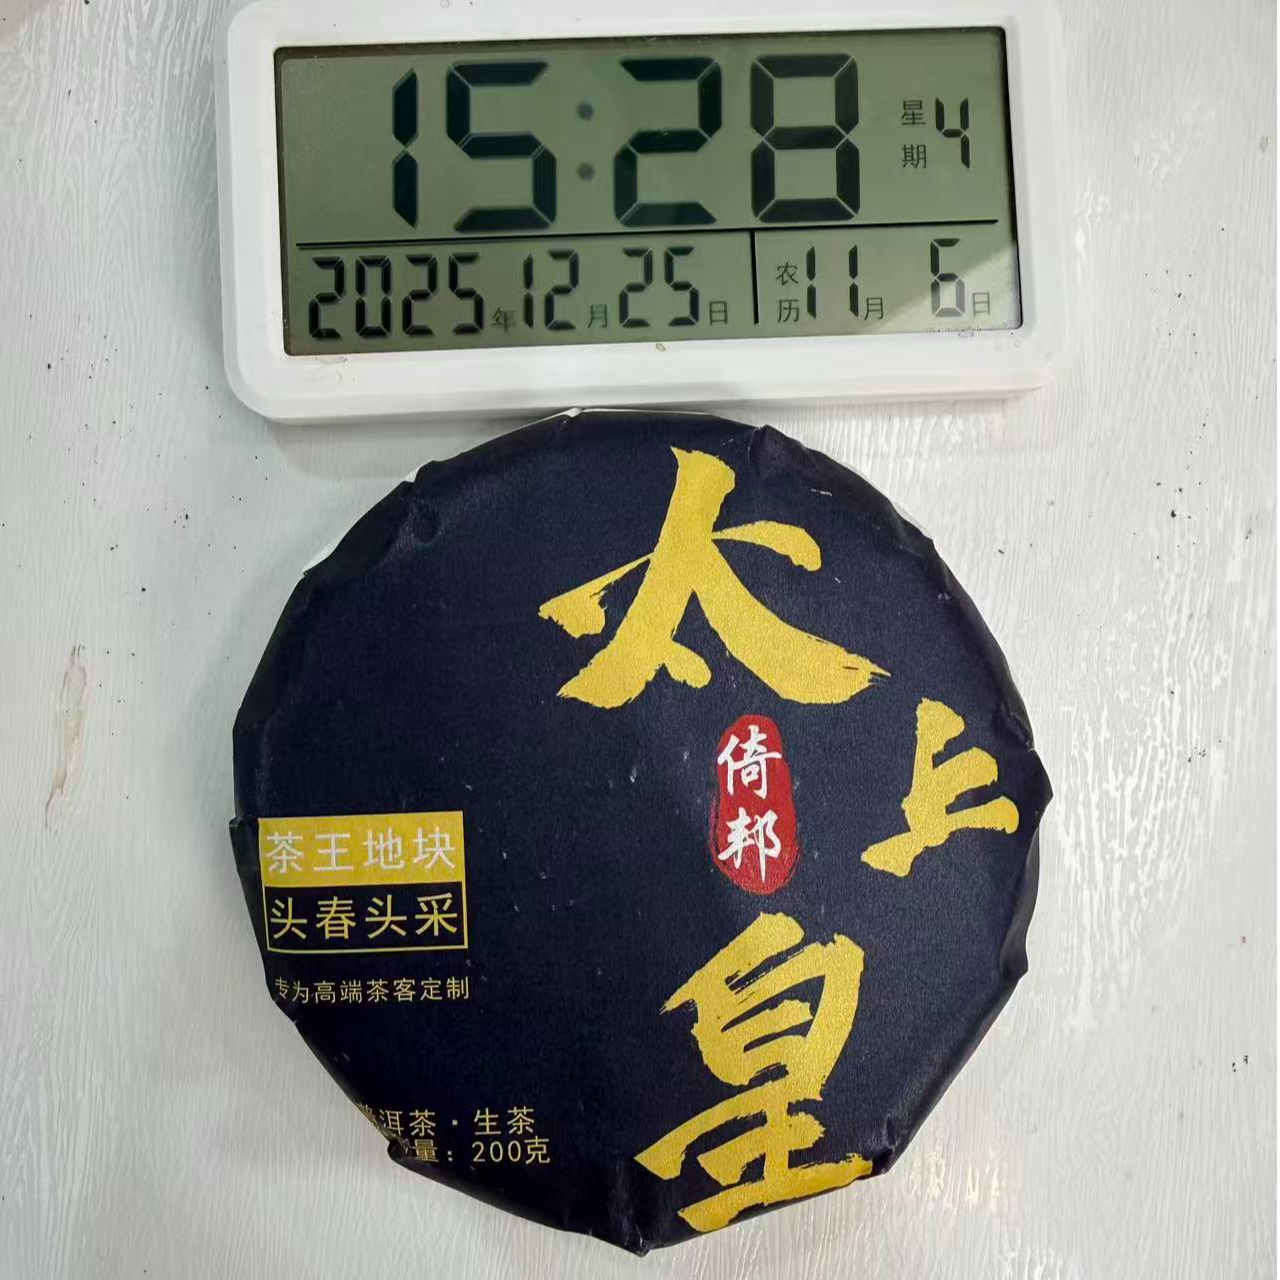 15:28 星期4
2025年12月25日 农历11月6日
太上皇
倚邦
茶王地块
头春头采
专为高端茶客定制
普洱茶·生茶
量：200克